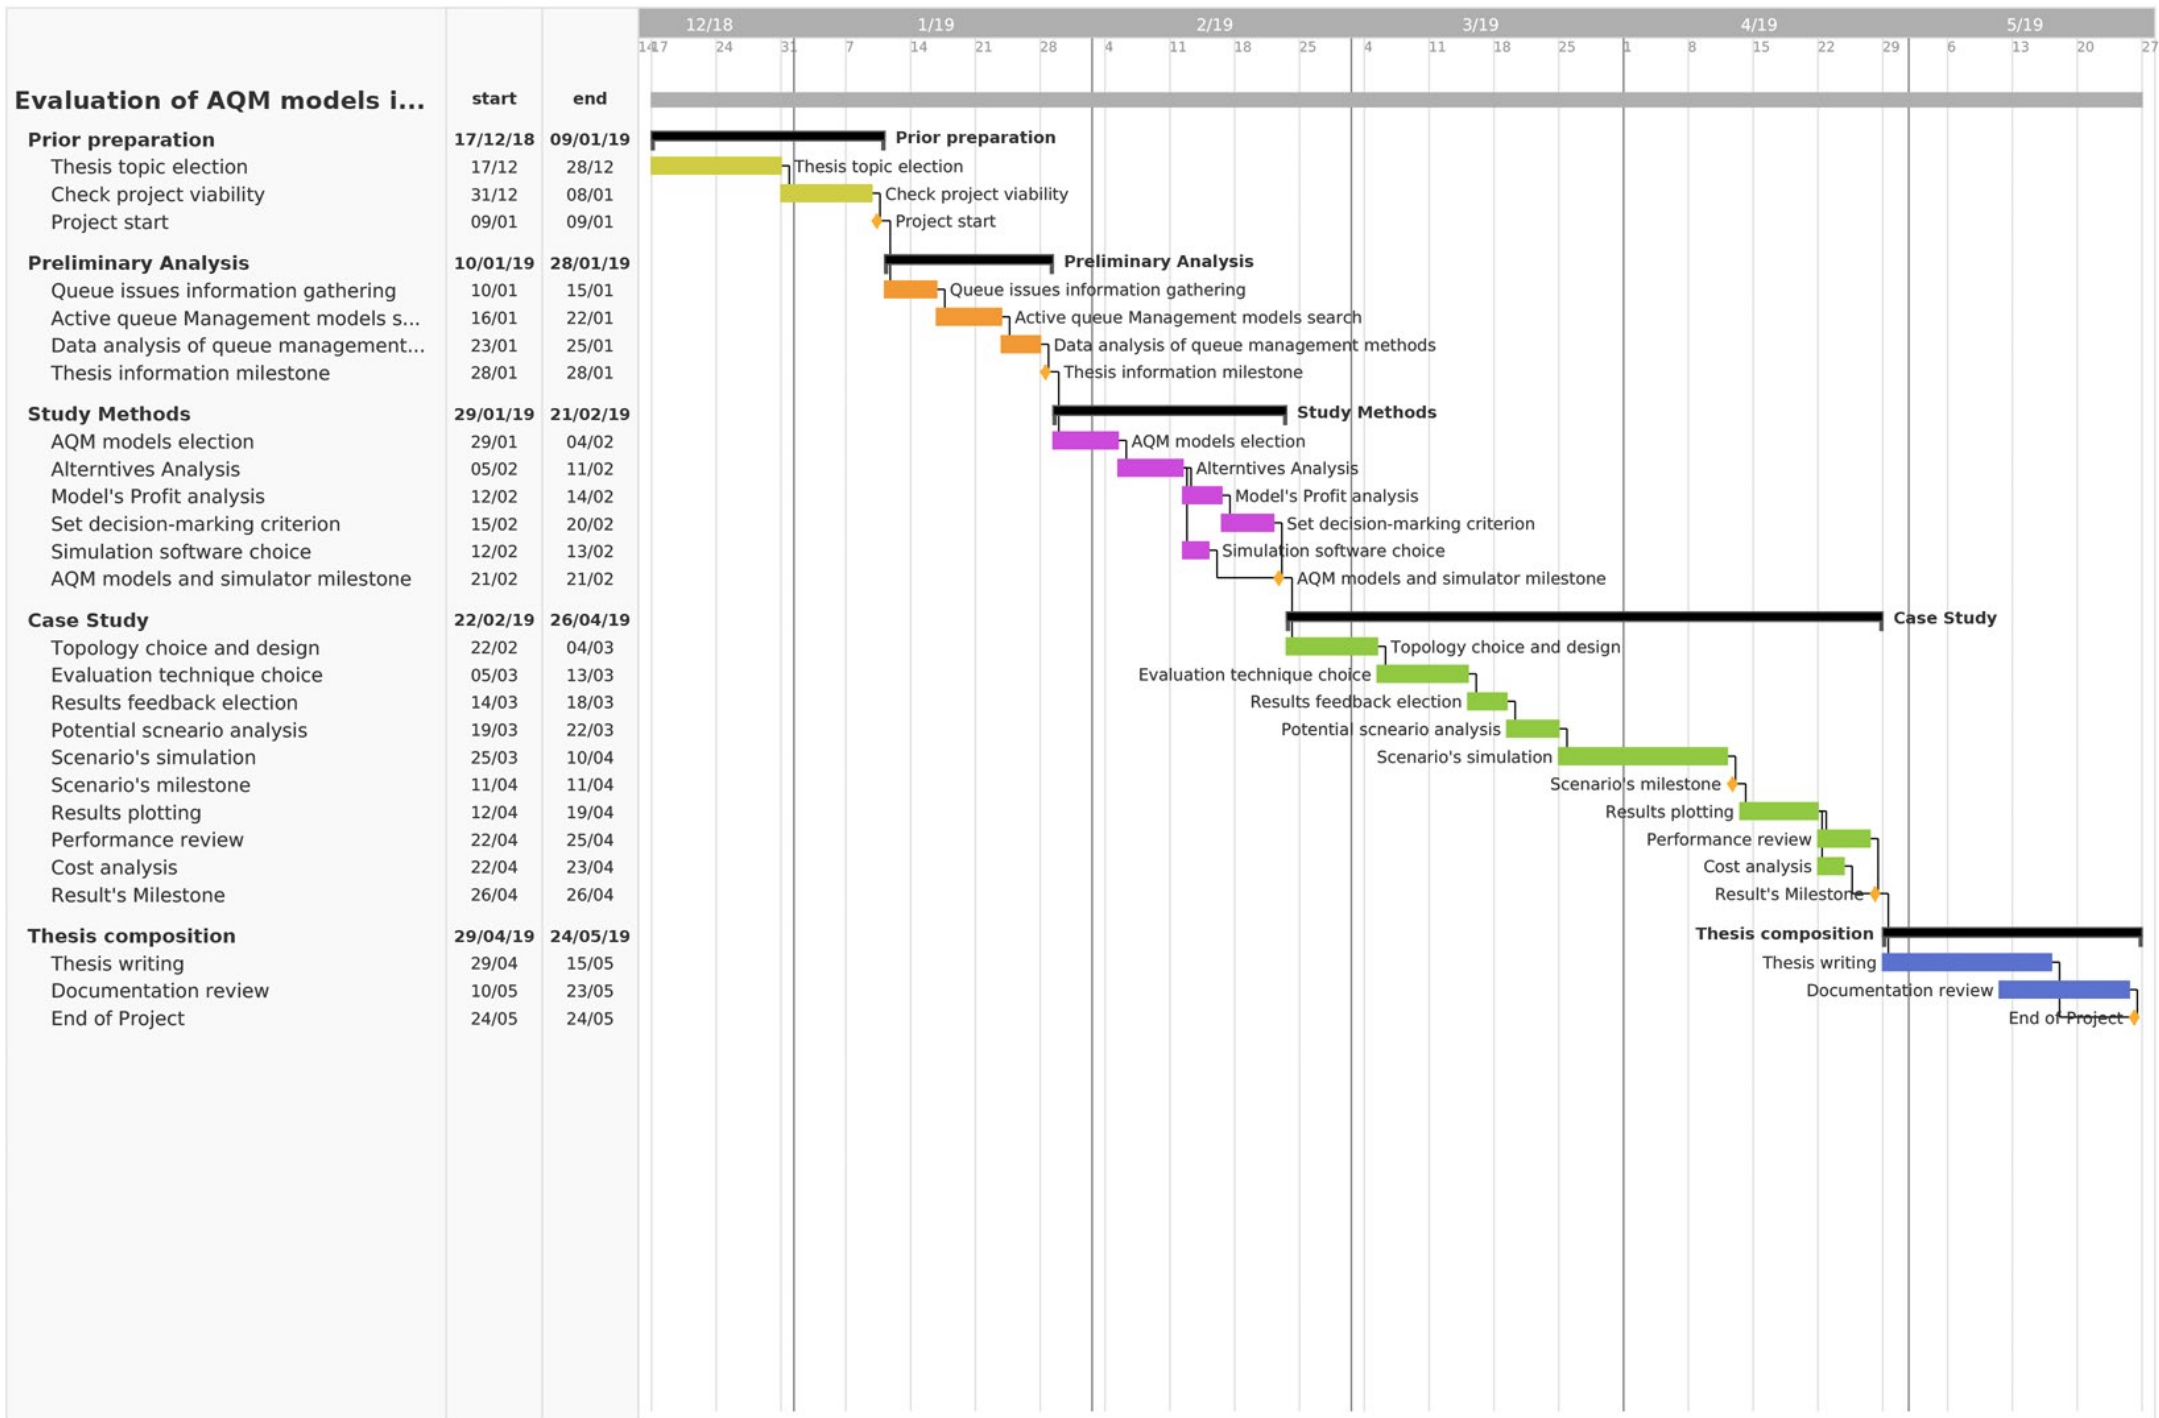 12/18 1/19 2/19 3/19 4/19 5/19
14 17 24 31 7 14 21 28 4 11 18 25 4 11 18 25 1 8 15 22 29 6 13 20 27
Evaluation of AQM models i... start end
Prior preparation 17/12/18 09/01/19 Prior preparation
Thesis topic election 17/12 28/12 Thesis topic election
Check project viability 31/12 08/01 Check project viability
Project start 09/01 09/01 Project start
Preliminary Analysis 10/01/19 28/01/19 Preliminary Analysis
Queue issues information gathering 10/01 15/01 Queue issues information gathering
Active queue Management models s... 16/01 22/01 Active queue Management models search
Data analysis of queue management... 23/01 25/01 Data analysis of queue management methods
Thesis information milestone 28/01 28/01 Thesis information milestone
Study Methods 29/01/19 21/02/19 Study Methods
AQM models election 29/01 04/02 AQM models election
Alterntives Analysis 05/02 11/02 Alterntives Analysis
Model's Profit analysis 12/02 14/02 Model's Profit analysis
Set decision-marking criterion 15/02 20/02 Set decision-marking criterion
Simulation software choice 12/02 13/02 Simulation software choice
AQM models and simulator milestone 21/02 21/02 AQM models and simulator milestone
Case Study 22/02/19 26/04/19 Case Study
Topology choice and design 22/02 04/03 Topology choice and design
Evaluation technique choice 05/03 13/03 Evaluation technique choice
Results feedback election 14/03 18/03 Results feedback election
Potential scneario analysis 19/03 22/03 Potential scneario analysis
Scenario's simulation 25/03 10/04 Scenario's simulation
Scenario's milestone 11/04 11/04 Scenario's milestone
Results plotting 12/04 19/04 Results plotting
Performance review 22/04 25/04 Performance review
Cost analysis 22/04 23/04 Cost analysis
Result's Milestone 26/04 26/04 Result's Milestone
Thesis composition 29/04/19 24/05/19 Thesis composition
Thesis writing 29/04 15/05 Thesis writing
Documentation review 10/05 23/05 Documentation review
End of Project 24/05 24/05 End of Project